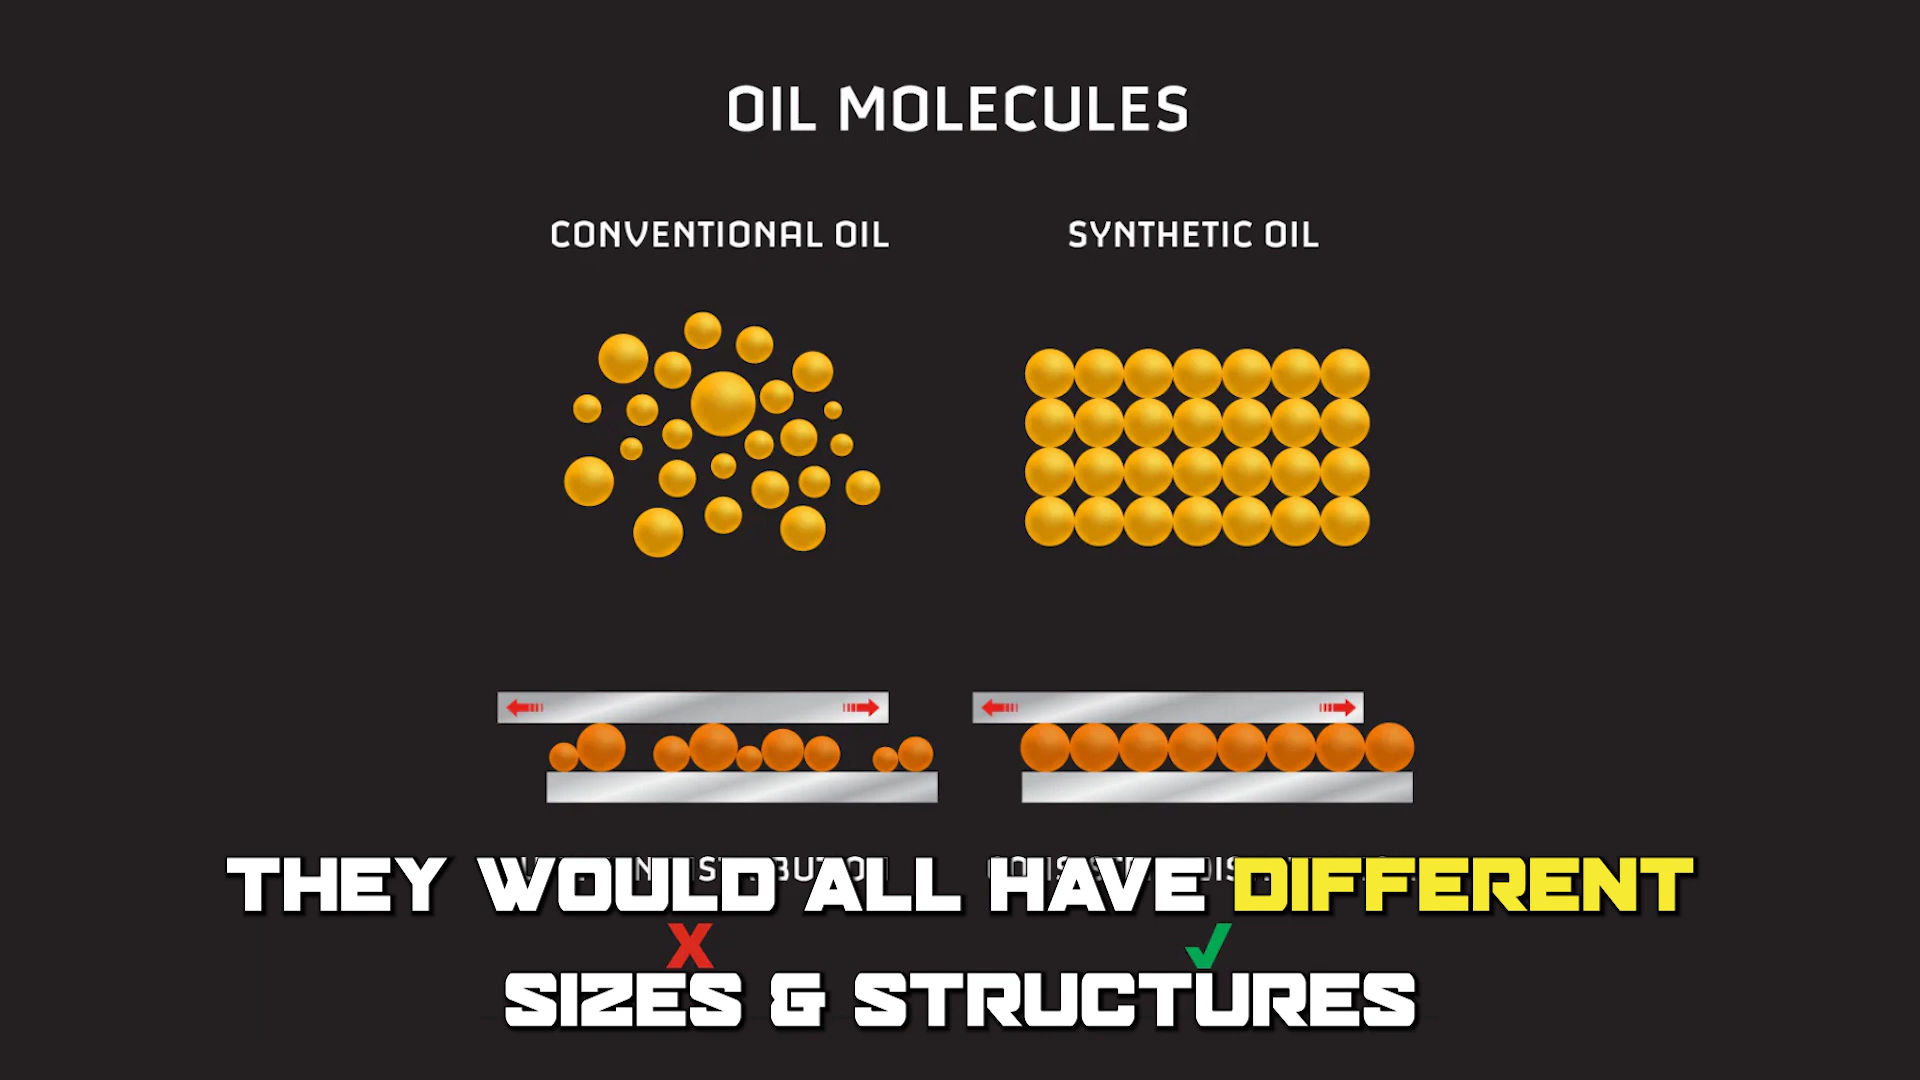 OIL MOLECULES
CONVENTIONAL OIL
SYNTHETIC OIL
THEY WOULD ALL HAVE DIFFERENT
X ✓
SIZES & STRUCTURES